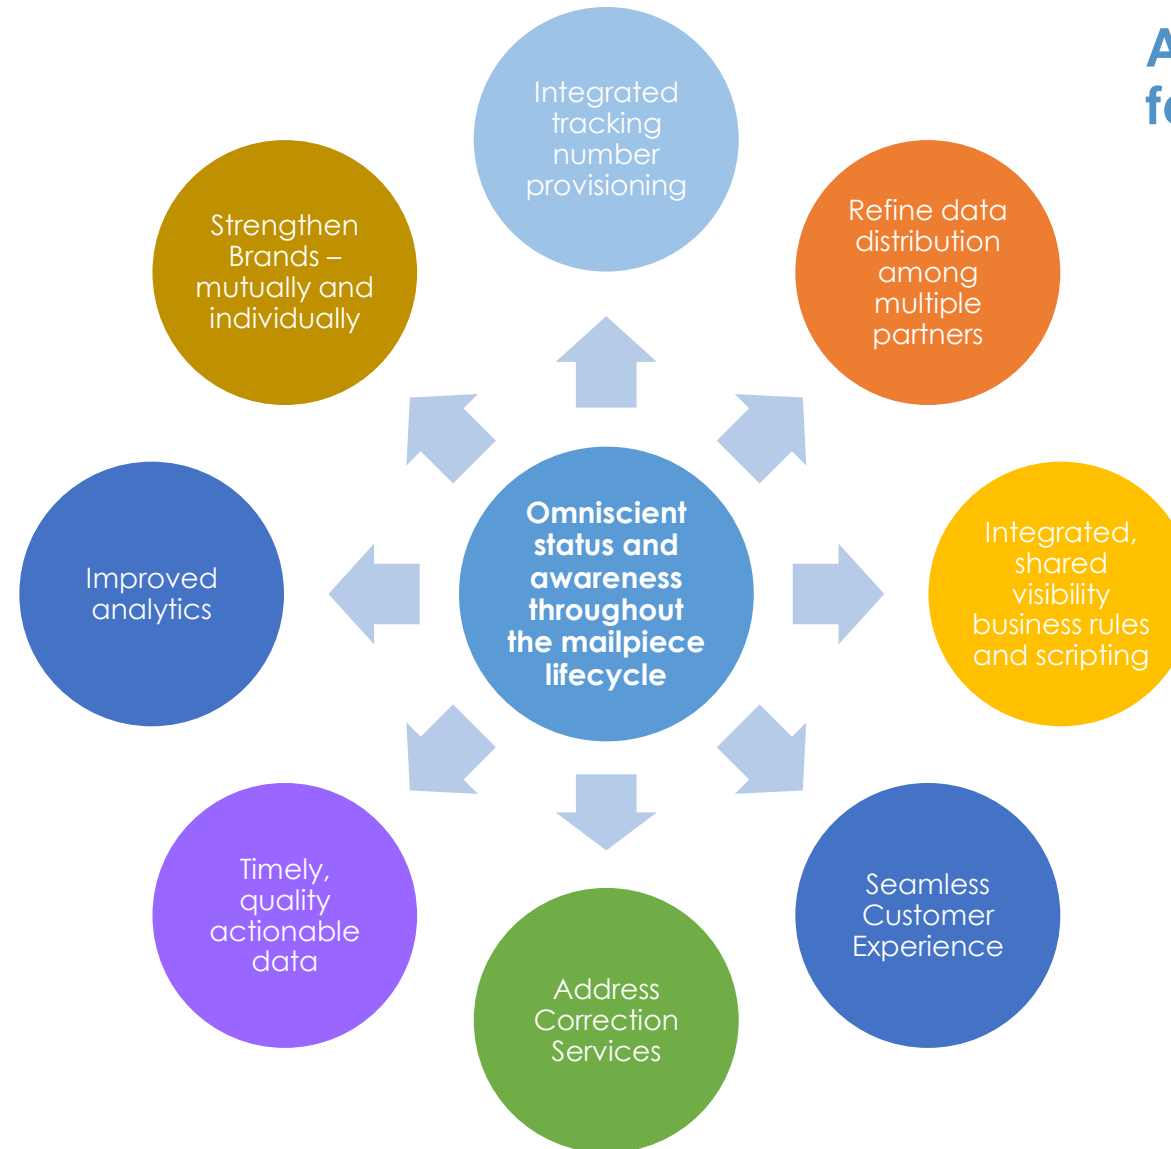 Integrated
tracking
number
provisioning
Refine data
distribution
among
multiple
partners
Integrated,
shared
visibility
business rules
and scripting
Seamless
Customer
Experience
Address
Correction
Services
Timely,
quality
actionable
data
Improved
analytics
Strengthen
Brands –
mutually and
individually
Omniscient
status and
awareness
throughout
the mailpiece
lifecycle